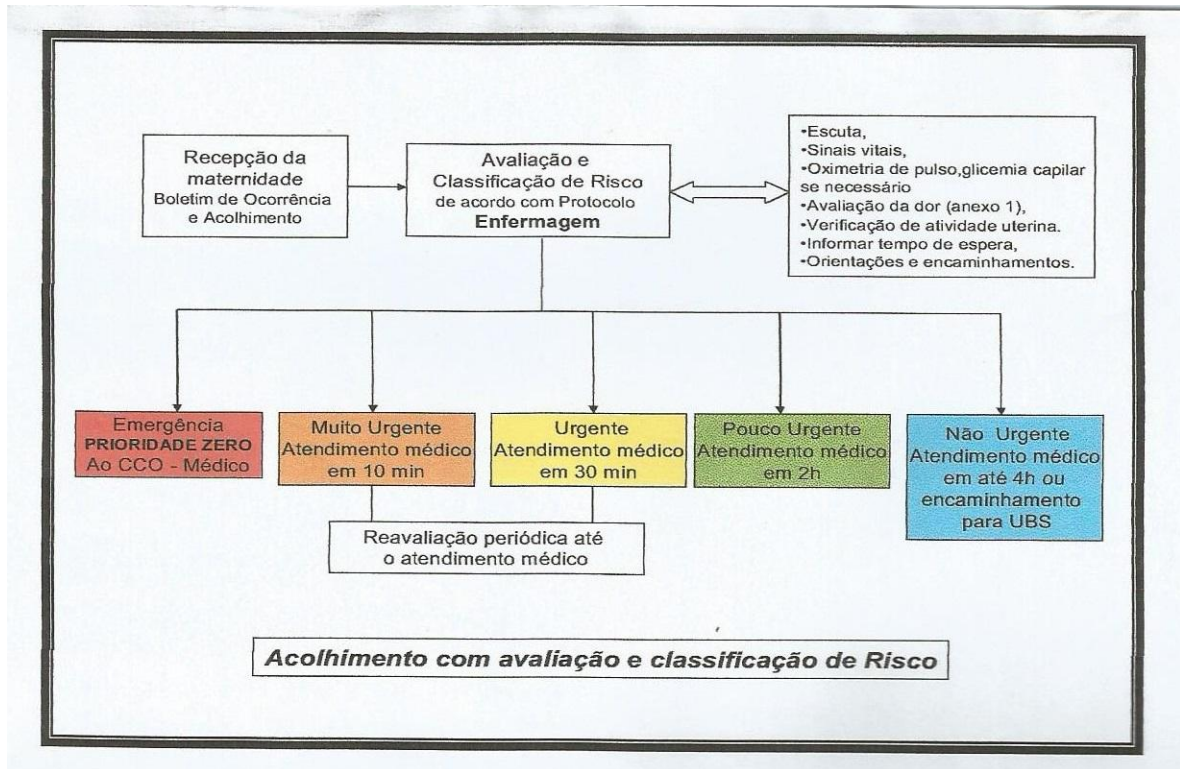 Recepção da
maternidade
Boletim de Ocorrência
e Acolhimento
Avaliação e
Classificação de Risco
de acordo com Protocolo
Enfermagem
•Escuta,
•Sinais vitais,
•Oximetria de pulso,glicemia capilar
se necessário
•Avaliação da dor (anexo 1),
•Verificação de atividade uterina.
•Informar tempo de espera,
•Orientações e encaminhamentos.
Emergência
PRIORIDADE ZERO
Ao CCO - Médico
Muito Urgente
Atendimento médico
em 10 min
Urgente
Atendimento médico
em 30 min
Pouco Urgente
Atendimento médico
em 2h
Não Urgente
Atendimento médico
em até 4h ou
encaminhamento
para UBS
Reavaliação periódica até
o atendimento médico
Acolhimento com avaliação e classificação de Risco